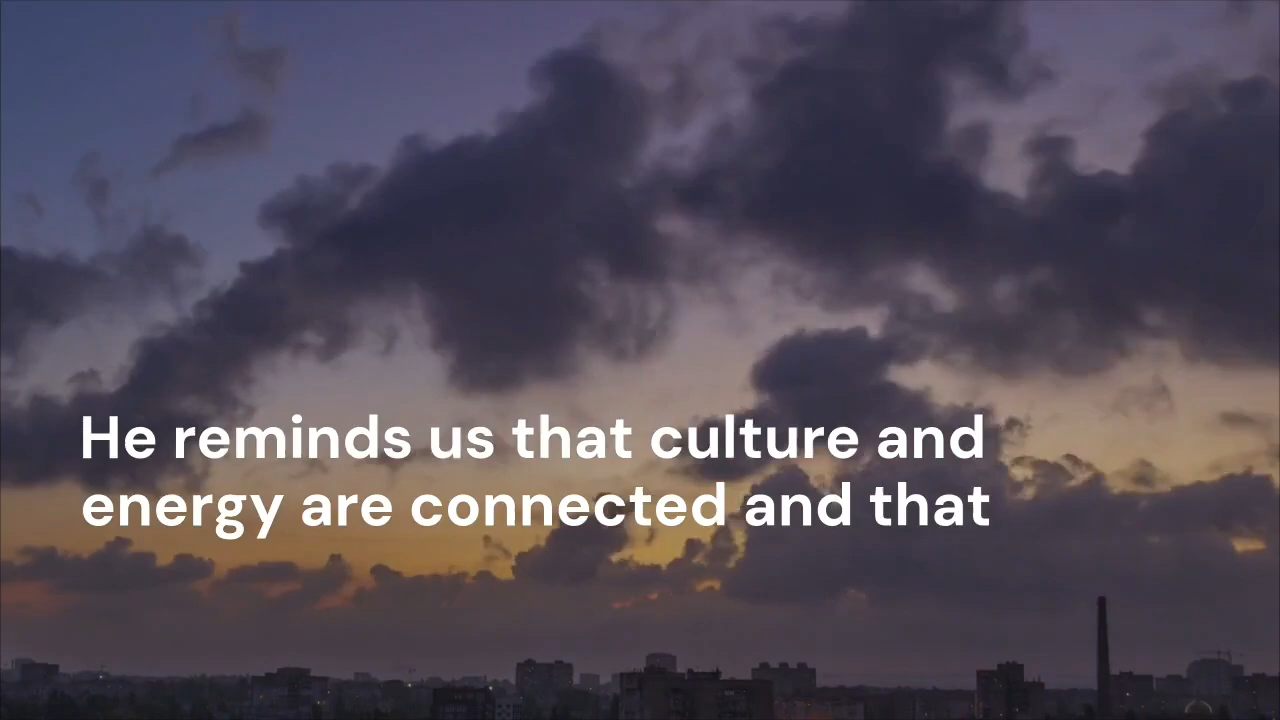 He reminds us that culture and
energy are connected and that